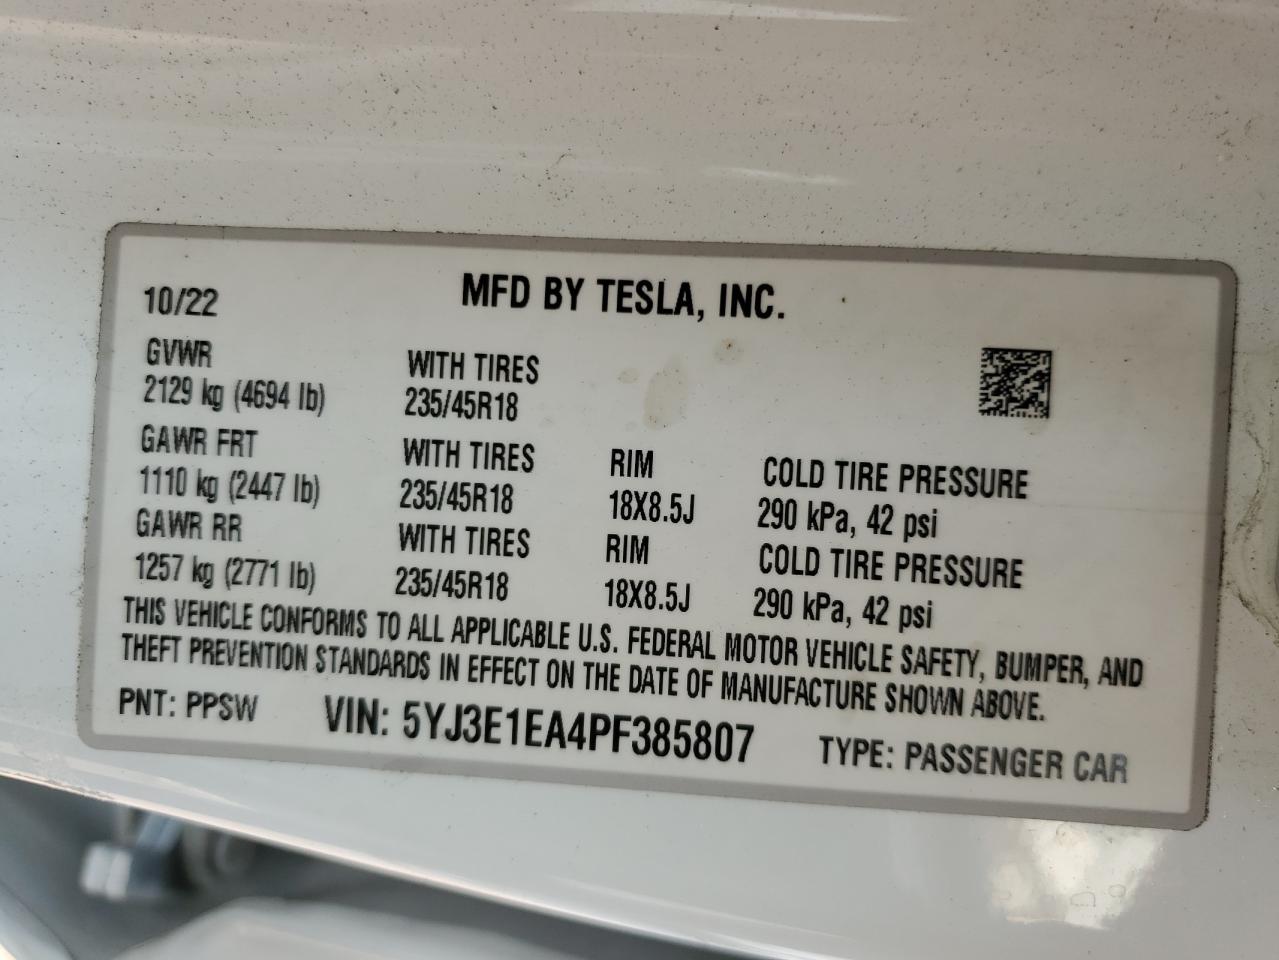 10/22 MFD BY TESLA, INC.
GVWR WITH TIRES
2129 kg (4694 lb) 235/45R18
GAWR FRT WITH TIRES RIM COLD TIRE PRESSURE
1110 kg (2447 lb) 235/45R18 18X8.5J 290 kPa, 42 psi
GAWR RR WITH TIRES RIM COLD TIRE PRESSURE
1257 kg (2771 lb) 235/45R18 18X8.5J 290 kPa, 42 psi
THIS VEHICLE CONFORMS TO ALL APPLICABLE U.S. FEDERAL MOTOR VEHICLE SAFETY, BUMPER, AND
THEFT PREVENTION STANDARDS IN EFFECT ON THE DATE OF MANUFACTURE SHOWN ABOVE.
PNT: PPSW VIN: 5YJ3E1EA4PF385807 TYPE: PASSENGER CAR